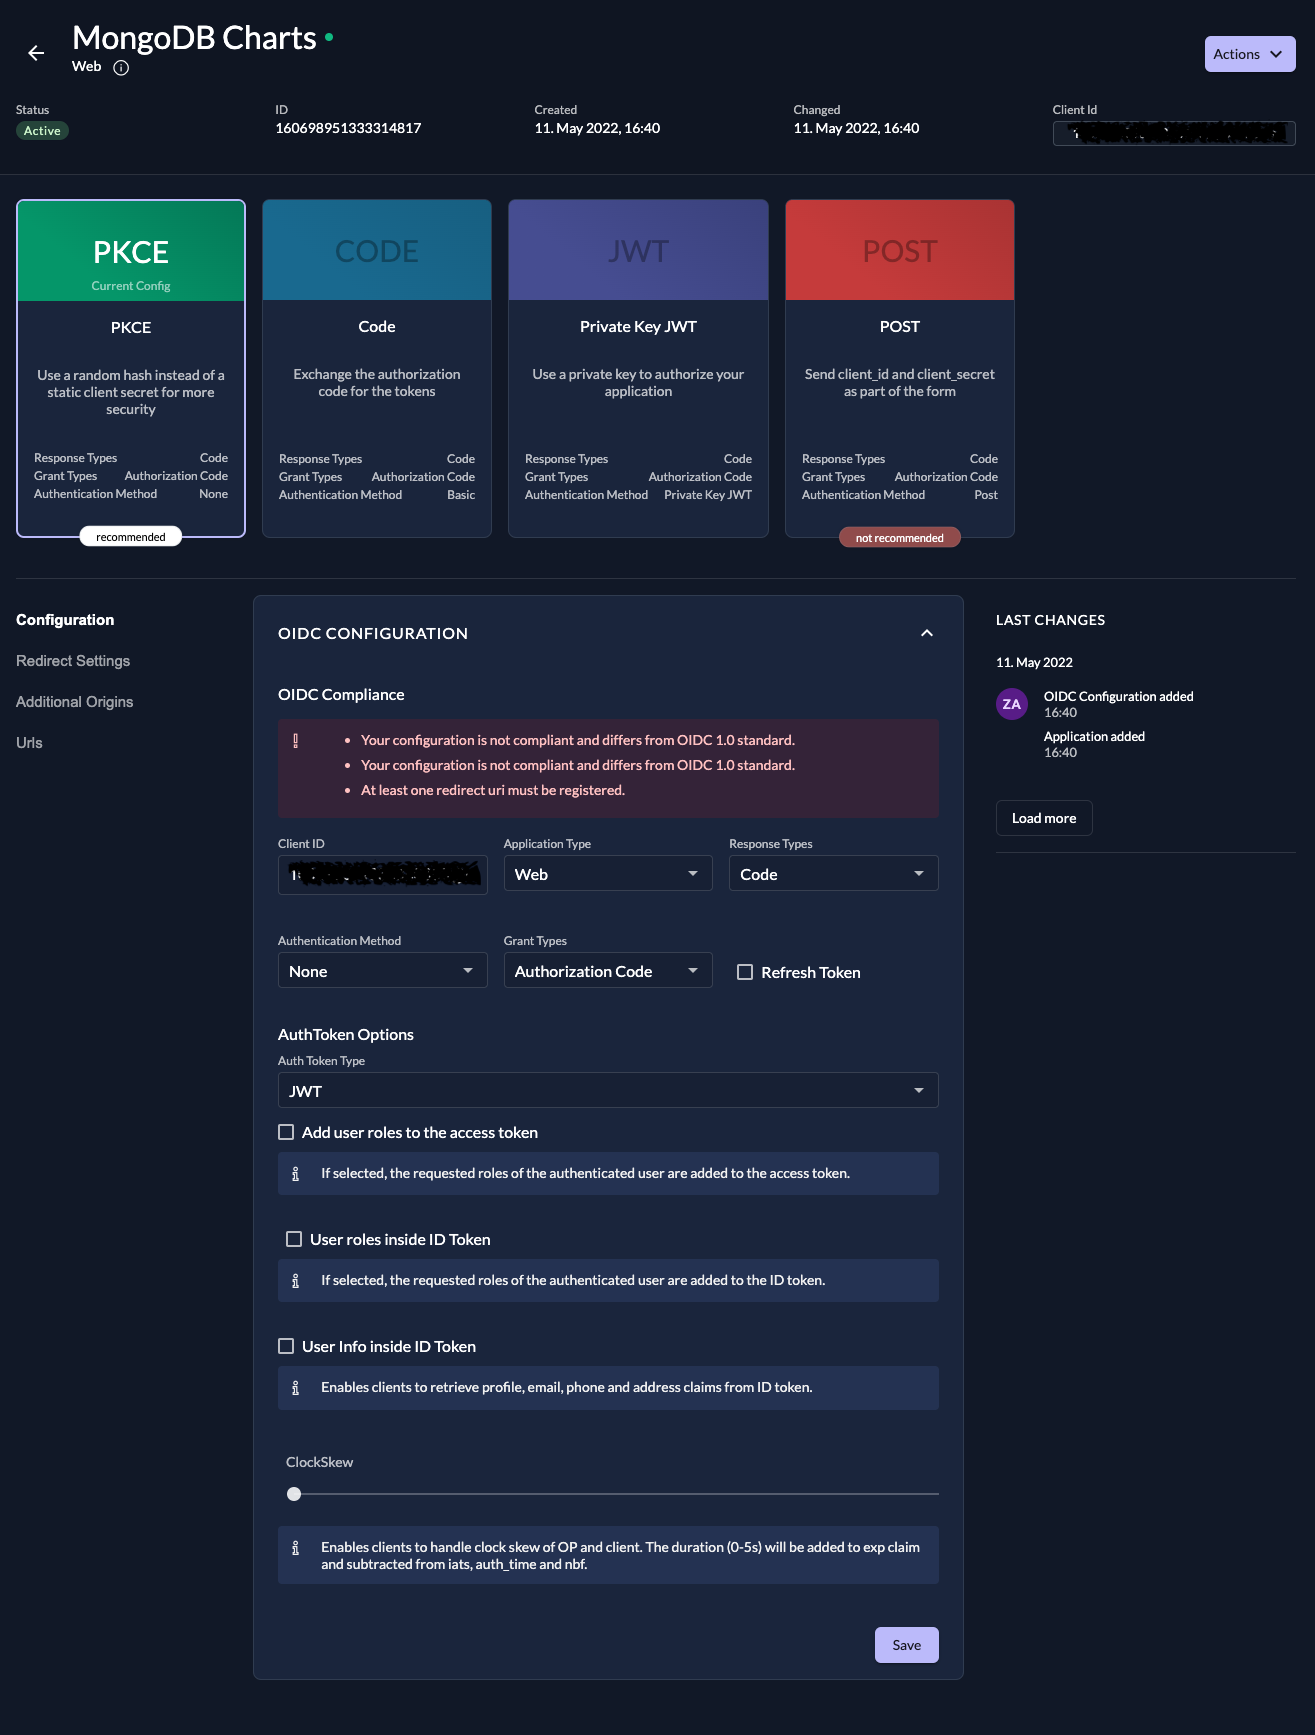 MongoDB Charts
Web
Actions
Status
Active
ID
160698951333314817
Created
11. May 2022, 16:40
Changed
11. May 2022, 16:40
Client Id
PKCE
Current Config
PKCE
Use a random hash instead of a
static client secret for more
security
Response Types Code
Grant Types Authorization Code
Authentication Method None
recommended
CODE
Code
Exchange the authorization
code for the tokens
Response Types Code
Grant Types Authorization Code
Authentication Method Basic
JWT
Private Key JWT
Use a private key to authorize your
application
Response Types Code
Grant Types Authorization Code
Authentication Method Private Key JWT
POST
POST
Send client_id and client_secret
as part of the form
Response Types Code
Grant Types Authorization Code
Authentication Method Post
not recommended
Configuration
Redirect Settings
Additional Origins
Urls
OIDC CONFIGURATION
OIDC Compliance
Your configuration is not compliant and differs from OIDC 1.0 standard.
Your configuration is not compliant and differs from OIDC 1.0 standard.
At least one redirect uri must be registered.
Client ID
Application Type
Web
Response Types
Code
Authentication Method
None
Grant Types
Authorization Code
Refresh Token
AuthToken Options
Auth Token Type
JWT
Add user roles to the access token
If selected, the requested roles of the authenticated user are added to the access token.
User roles inside ID Token
If selected, the requested roles of the authenticated user are added to the ID token.
User Info inside ID Token
Enables clients to retrieve profile, email, phone and address claims from ID token.
ClockSkew
Enables clients to handle clock skew of OP and client. The duration (0-5s) will be added to exp claim
and subtracted from iats, auth_time and nbf.
Save
LAST CHANGES
11. May 2022
ZA
OIDC Configuration added
16:40
Application added
16:40
Load more